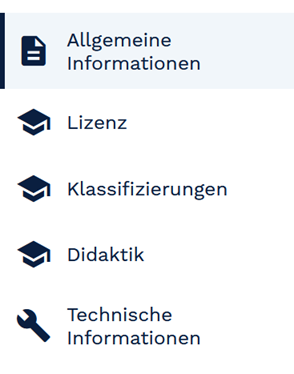 Allgemeine
Informationen
Lizenz
Klassifizierungen
Didaktik
Technische
Informationen